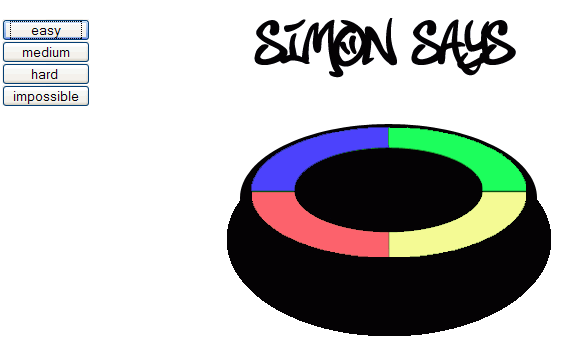 SIMON SAYS
easy
medium
hard
impossible